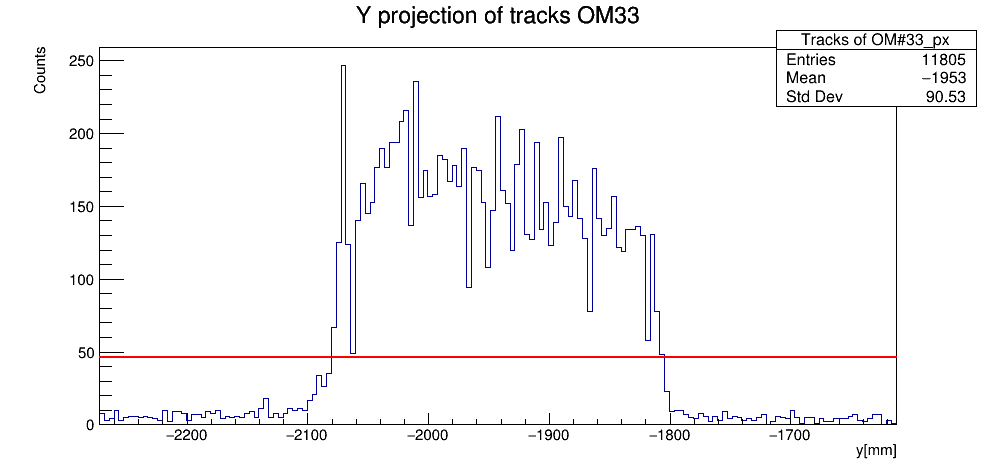 Y projection of tracks OM33
Tracks of OM#33_px
Entries 11805
Mean −1953
Std Dev 90.53
Counts
250
200
150
100
50
0
−2200 −2100 −2000 −1900 −1800 −1700
y[mm]